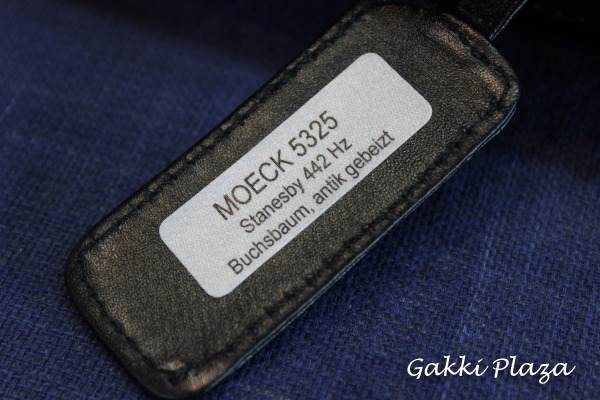 MOECK 5325
Stanesby 442 Hz
Buchsbaum, antik gebeizt
Gakki Plaza